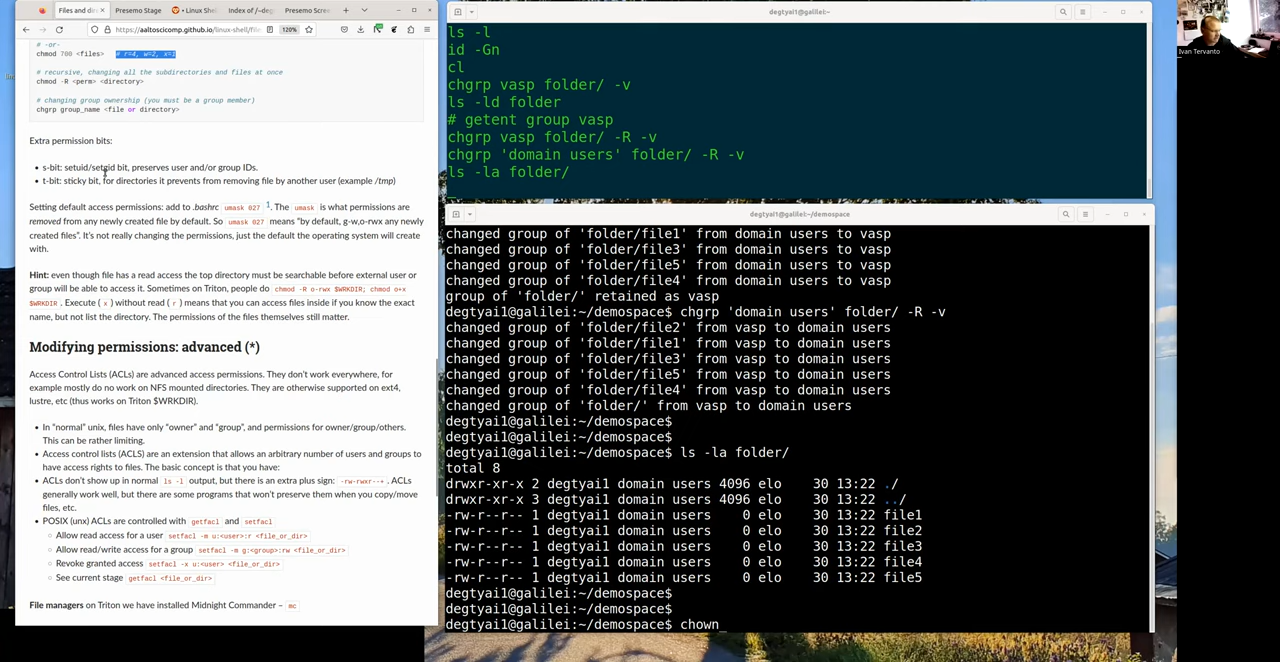 Files and dir
Presemo Stage
Linux She
Index of /~deg
Presemo Scree
https://aaltoscicomp.github.io/linux-shell/file
120%
# -or-
chmod 700 <files> # r=4, w=2, x=1
# recursive, changing all the subdirectories and files at once
chmod -R <perm> <directory>
# changing group ownership (you must be a group member)
chgrp group_name <file or directory>
Extra permission bits:
s-bit: setuid/setgid bit, preserves user and/or group IDs.
t-bit: sticky bit, for directories it prevents from removing file by another user (example /tmp)
Setting default access permissions: add to .bashrc umask 027 1. The umask is what permissions are
removed from any newly created file by default. So umask 027 means “by default, g-w,o-rwx any newly
created files”. It’s not really changing the permissions, just the default the operating system will create
with.
Hint: even though file has a read access the top directory must be searchable before external user or
group will be able to access it. Sometimes on Triton, people do chmod -R o-rwx $WRKDIR; chmod o+x
$WRKDIR . Execute ( x ) without read ( r ) means that you can access files inside if you know the exact
name, but not list the directory. The permissions of the files themselves still matter.
Modifying permissions: advanced (*)
Access Control Lists (ACLs) are advanced access permissions. They don’t work everywhere, for
example mostly do no work on NFS mounted directories. They are otherwise supported on ext4,
lustre, etc (thus works on Triton $WRKDIR).
In “normal” unix, files have only “owner” and “group”, and permissions for owner/group/others.
This can be rather limiting.
Access control lists (ACLS) are an extension that allows an arbitrary number of users and groups to
have access rights to files. The basic concept is that you have:
ACLs don’t show up in normal ls -l output, but there is an extra plus sign: -rw-rwxr--+ . ACLs
generally work well, but there are some programs that won’t preserve them when you copy/move
files, etc.
POSIX (unx) ACLs are controlled with getfacl and setfacl
Allow read access for a user setfacl -m u:<user>:r <file_or_dir>
Allow read/write access for a group setfacl -m g:<group>:rw <file_or_dir>
Revoke granted access setfacl -x u:<user> <file_or_dir>
See current stage getfacl <file_or_dir>
File managers on Triton we have installed Midnight Commander – mc
degtyai1@galilei:~
ls -l
id -Gn
cl
chgrp vasp folder/ -v
ls -ld folder
# getent group vasp
chgrp vasp folder/ -R -v
chgrp 'domain users' folder/ -R -v
ls -la folder/
degtyai1@galilei:~/demospace
changed group of 'folder/file1' from domain users to vasp
changed group of 'folder/file3' from domain users to vasp
changed group of 'folder/file5' from domain users to vasp
changed group of 'folder/file4' from domain users to vasp
group of 'folder/' retained as vasp
degtyai1@galilei:~/demospace$ chgrp 'domain users' folder/ -R -v
changed group of 'folder/file2' from vasp to domain users
changed group of 'folder/file1' from vasp to domain users
changed group of 'folder/file3' from vasp to domain users
changed group of 'folder/file5' from vasp to domain users
changed group of 'folder/file4' from vasp to domain users
changed group of 'folder/' from vasp to domain users
degtyai1@galilei:~/demospace$
degtyai1@galilei:~/demospace$
degtyai1@galilei:~/demospace$ ls -la folder/
total 8
drwxr-xr-x 2 degtyai1 domain users 4096 elo 30 13:22 ./
drwxr-xr-x 3 degtyai1 domain users 4096 elo 30 13:22 ../
-rw-r--r-- 1 degtyai1 domain users 0 elo 30 13:22 file1
-rw-r--r-- 1 degtyai1 domain users 0 elo 30 13:22 file2
-rw-r--r-- 1 degtyai1 domain users 0 elo 30 13:22 file3
-rw-r--r-- 1 degtyai1 domain users 0 elo 30 13:22 file4
-rw-r--r-- 1 degtyai1 domain users 0 elo 30 13:22 file5
degtyai1@galilei:~/demospace$
degtyai1@galilei:~/demospace$
degtyai1@galilei:~/demospace$ chown
Ivan Tervanto